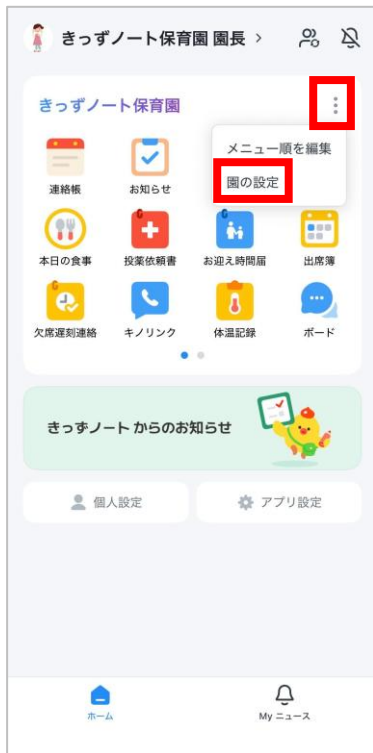 きっずノート保育園 園長 >
きっずノート保育園
メニュー順を編集
園の設定
連絡帳
お知らせ
本日の食事
投薬依頼書
お迎え時間届
出席簿
欠席遅刻連絡
キノリンク
体温記録
ボード
きっずノート からのお知らせ
個人設定
アプリ設定
ホーム
My ニュース